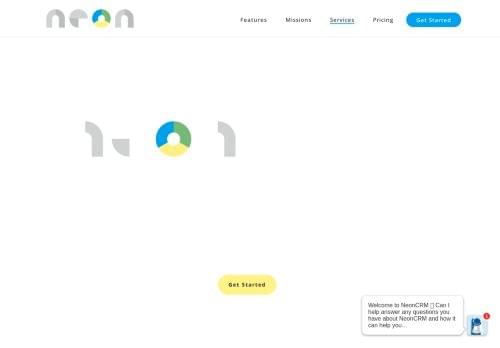 neon
Features
Missions
Services
Pricing
Get Started
Get Started
Welcome to NeonCRM Can I
help answer any questions you
have about NeonCRM and how it
can help you...
1